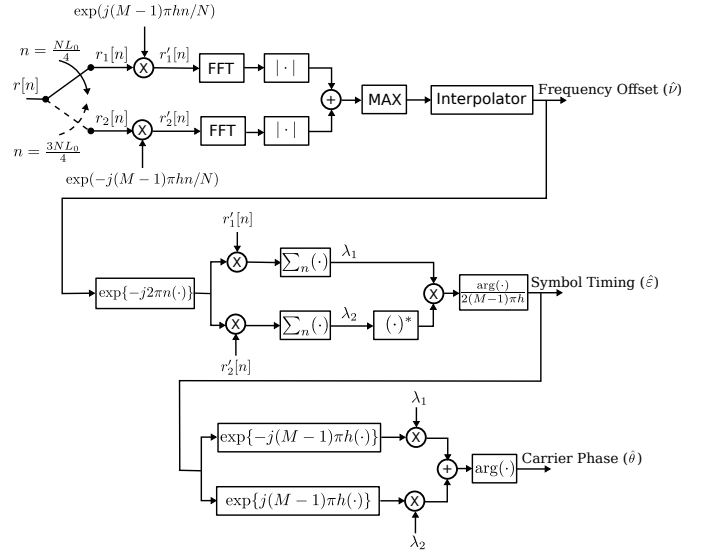 exp(j(M − 1)πhn/N)
n = NL₀/4
r₁[n]
r′₁[n]
r[n]
X
FFT
| · |
+
MAX
Interpolator
Frequency Offset (ν̂)
r₂[n]
r′₂[n]
X
FFT
| · |
n = 3NL₀/4
exp(−j(M − 1)πhn/N)
r′₁[n]
X
∑ₙ(·)
λ₁
exp{−j2πn(·)}
X
arg(·)/2(M−1)πh
Symbol Timing (ε̂)
X
∑ₙ(·)
λ₂
(·)*
r′₂[n]
λ₁
exp{−j(M − 1)πh(·)}
X
+
arg(·)
Carrier Phase (θ̂)
exp{j(M − 1)πh(·)}
X
λ₂